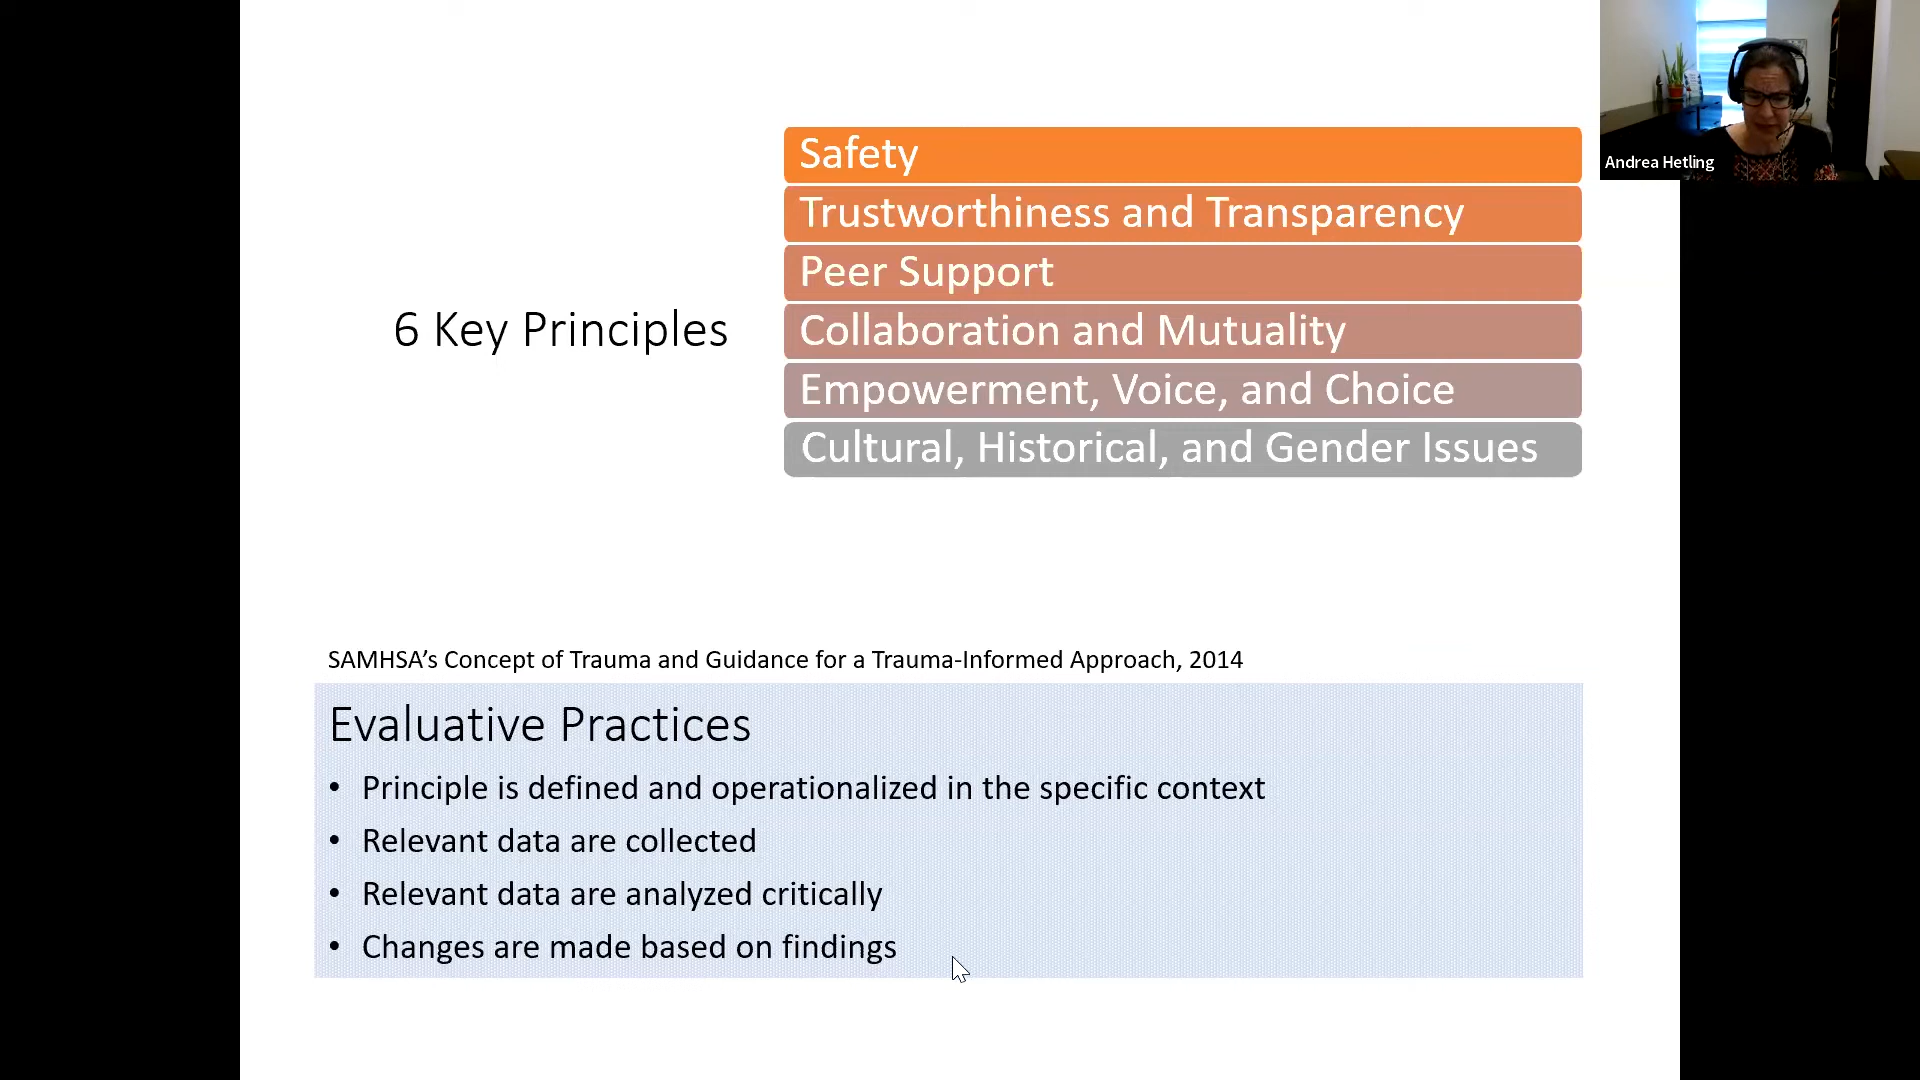 Safety
Trustworthiness and Transparency
Peer Support
6 Key Principles
Collaboration and Mutuality
Empowerment, Voice, and Choice
Cultural, Historical, and Gender Issues
Andrea Hetling
SAMHSA’s Concept of Trauma and Guidance for a Trauma-Informed Approach, 2014
Evaluative Practices
• Principle is defined and operationalized in the specific context
• Relevant data are collected
• Relevant data are analyzed critically
• Changes are made based on findings